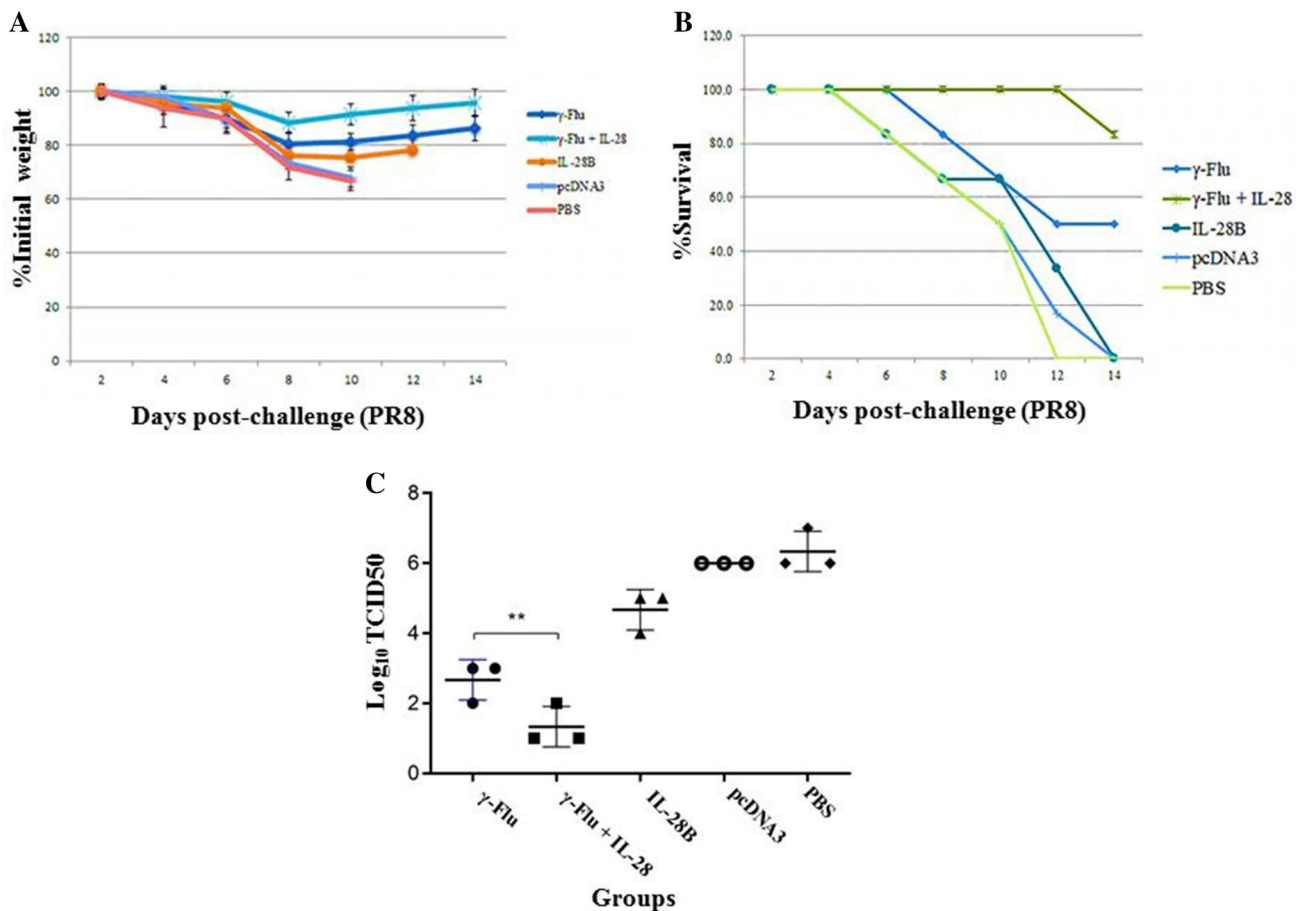 A
120
100
80
60
40
20
0
%Initial weight
2 4 6 8 10 12 14
Days post-challenge (PR8)
γ-Flu
γ-Flu + IL-28
IL-28B
pcDNA3
PBS
B
120.0
100.0
80.0
60.0
40.0
20.0
0.0
%Survival
2 4 6 8 10 12 14
Days post-challenge (PR8)
γ-Flu
γ-Flu + IL-28
IL-28B
pcDNA3
PBS
C
8
6
4
2
0
Log10 TCID50
**
γ-Flu
γ-Flu + IL-28
IL-28B
pcDNA3
PBS
Groups